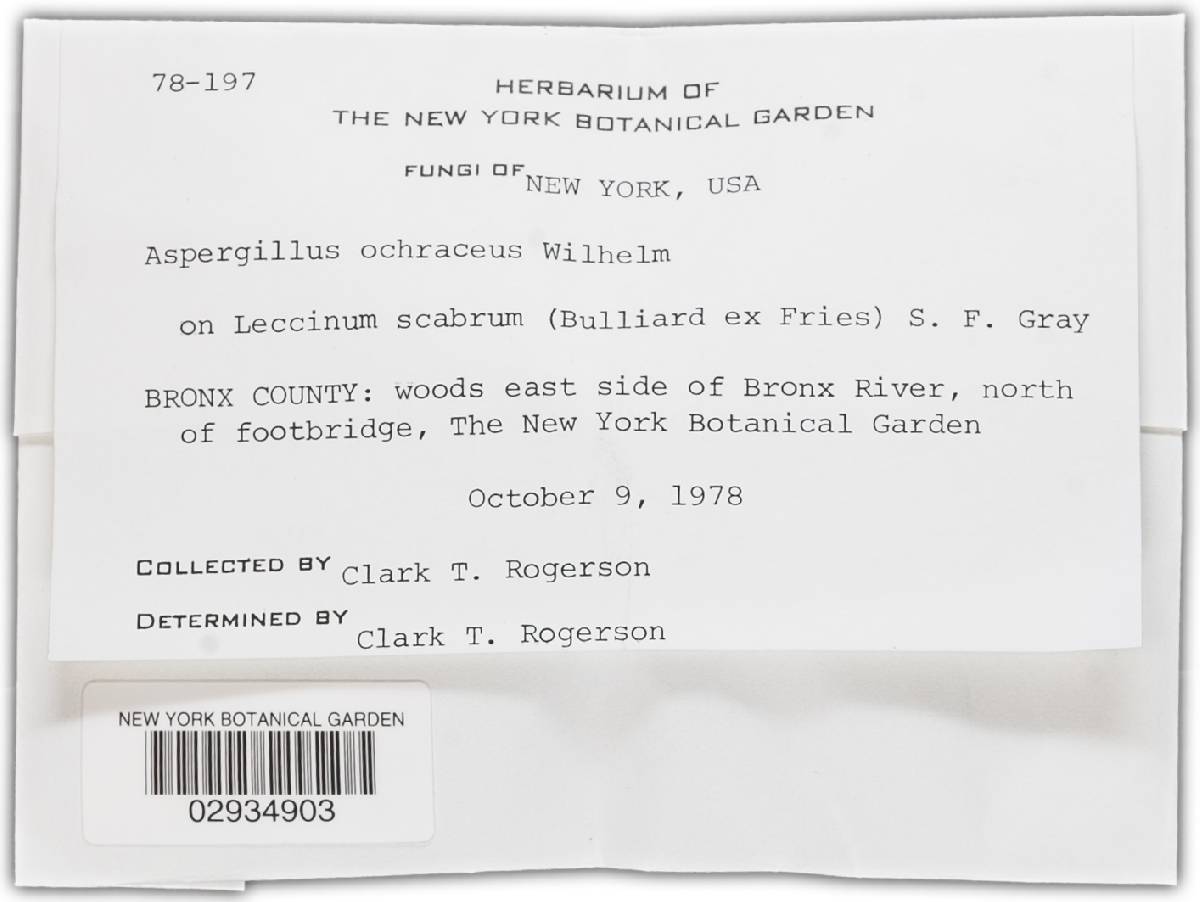 78-197
HERBARIUM OF
THE NEW YORK BOTANICAL GARDEN
FUNGI OF NEW YORK, USA
Aspergillus ochraceus Wilhelm
on Leccinum scabrum (Bulliard ex Fries) S. F. Gray
BRONX COUNTY: woods east side of Bronx River, north
of footbridge, The New York Botanical Garden
October 9, 1978
COLLECTED BY Clark T. Rogerson
DETERMINED BY Clark T. Rogerson
NEW YORK BOTANICAL GARDEN
02934903